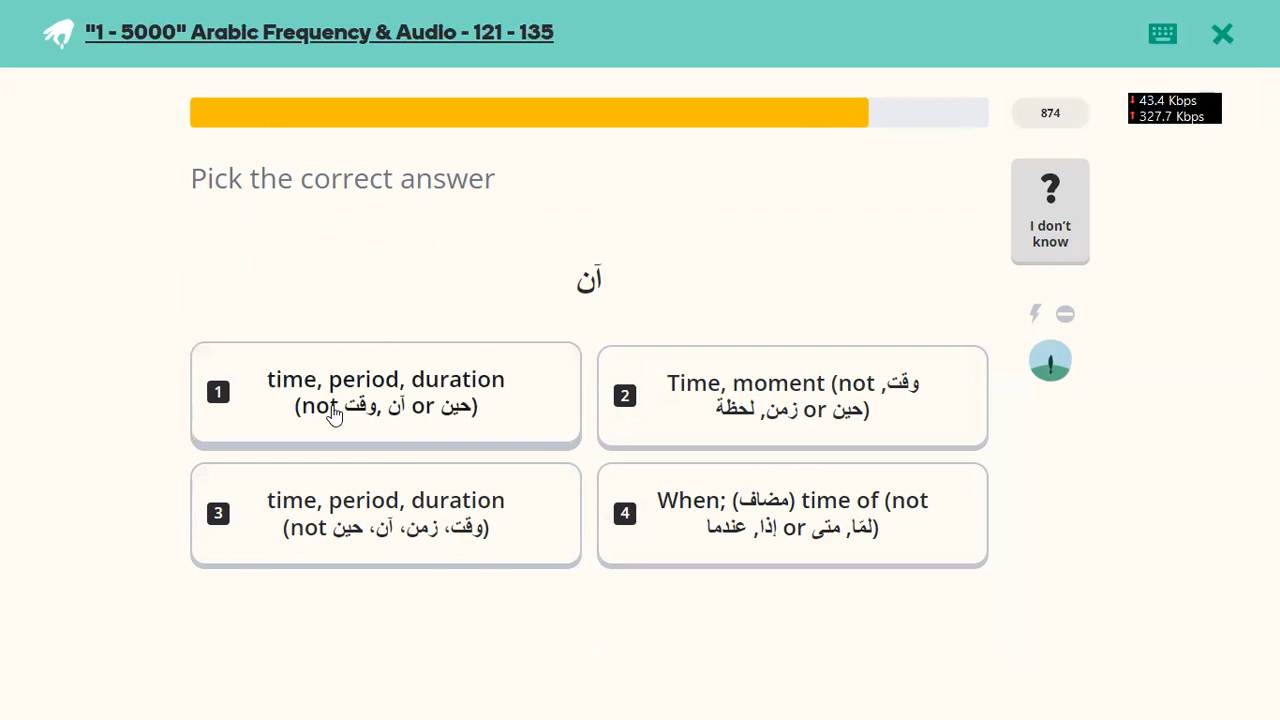 "1 - 5000" Arabic Frequency & Audio - 121 - 135
↓ 43.4 Kbps
↑ 327.7 Kbps
874
Pick the correct answer
?
I don't
know
آن
1
time, period, duration
(not وقت, آن or حين)
2
Time, moment (not وقت,
زمن, لحظة or حين)
3
time, period, duration
(not وقت، زمن، آن، حين)
4
When; (مضاف) time of (not
إذا, عندما or لمّا, متى)